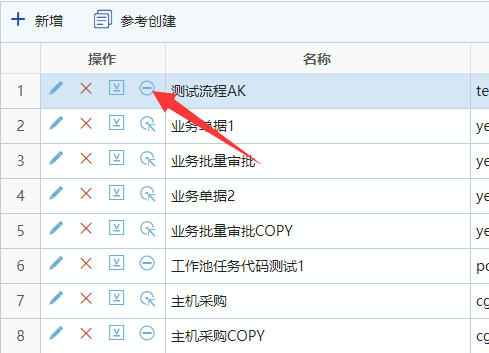 新增 参考创建
操作 名称
1 测试流程AK te
2 业务单据1 ye
3 业务批量审批 ye
4 业务单据2 ye
5 业务批量审批COPY ye
6 工作池任务代码测试1 po
7 主机采购 cg
8 主机采购COPY cg